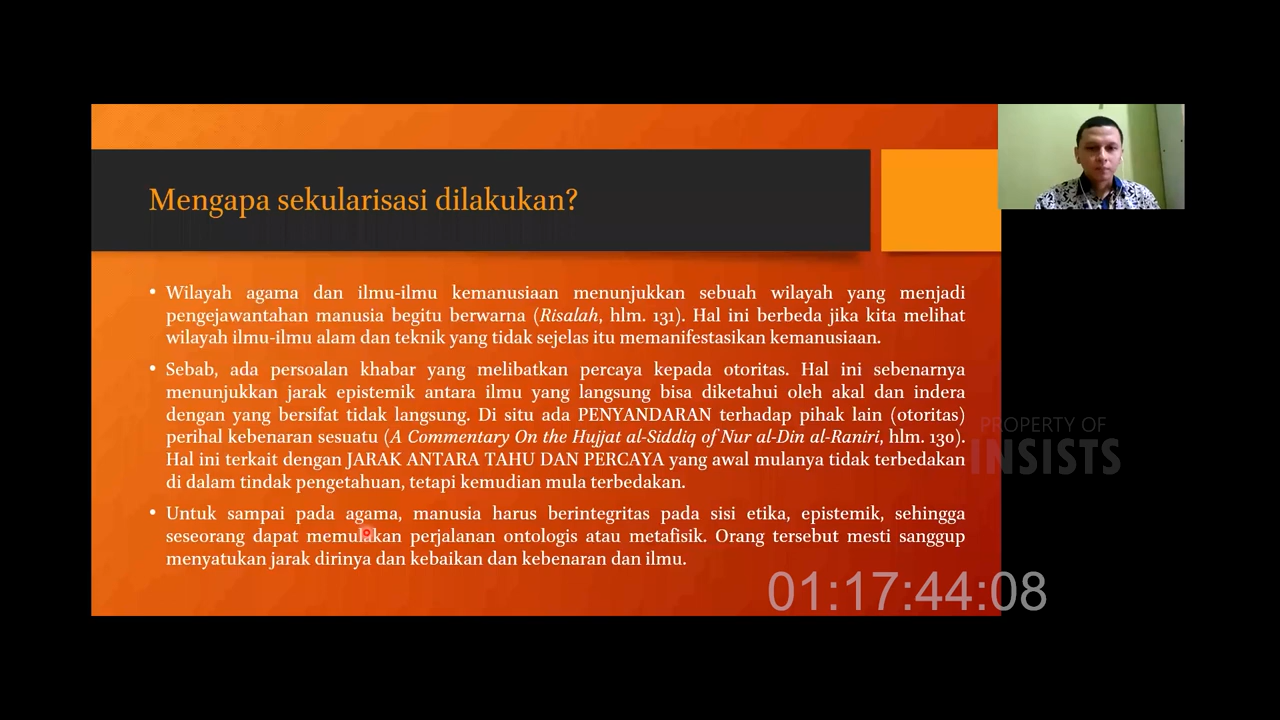 Mengapa sekularisasi dilakukan?
• Wilayah agama dan ilmu-ilmu kemanusiaan menunjukkan sebuah wilayah yang menjadi
pengejawantahan manusia begitu berwarna (Risalah, hlm. 131). Hal ini berbeda jika kita melihat
wilayah ilmu-ilmu alam dan teknik yang tidak sejelas itu memanifestasikan kemanusiaan.
• Sebab, ada persoalan khabar yang melibatkan percaya kepada otoritas. Hal ini sebenarnya
menunjukkan jarak epistemik antara ilmu yang langsung bisa diketahui oleh akal dan indera
dengan yang bersifat tidak langsung. Di situ ada PENYANDARAN terhadap pihak lain (otoritas)
perihal kebenaran sesuatu (A Commentary On the Hujjat al-Siddiq of Nur al-Din al-Raniri, hlm. 130).
Hal ini terkait dengan JARAK ANTARA TAHU DAN PERCAYA yang awal mulanya tidak terbedakan
di dalam tindak pengetahuan, tetapi kemudian mula terbedakan.
• Untuk sampai pada agama, manusia harus berintegritas pada sisi etika, epistemik, sehingga
seseorang dapat memulikan perjalanan ontologis atau metafisik. Orang tersebut mesti sanggup
menyatukan jarak dirinya dan kebaikan dan kebenaran dan ilmu.
PROPERTY OF
INSISTS
01:17:44:08